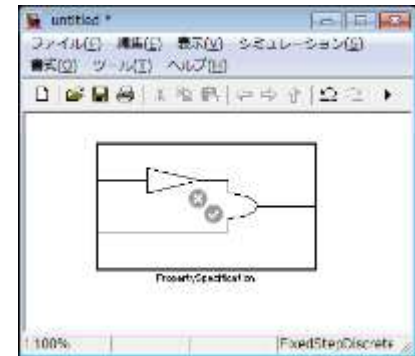 untitled *
ファイル(F) 編集(E) 表示(V) シミュレーション(S)
書式(O) ツール(T) ヘルプ(H)
PropertySpecification
100%
FixedStepDiscrete